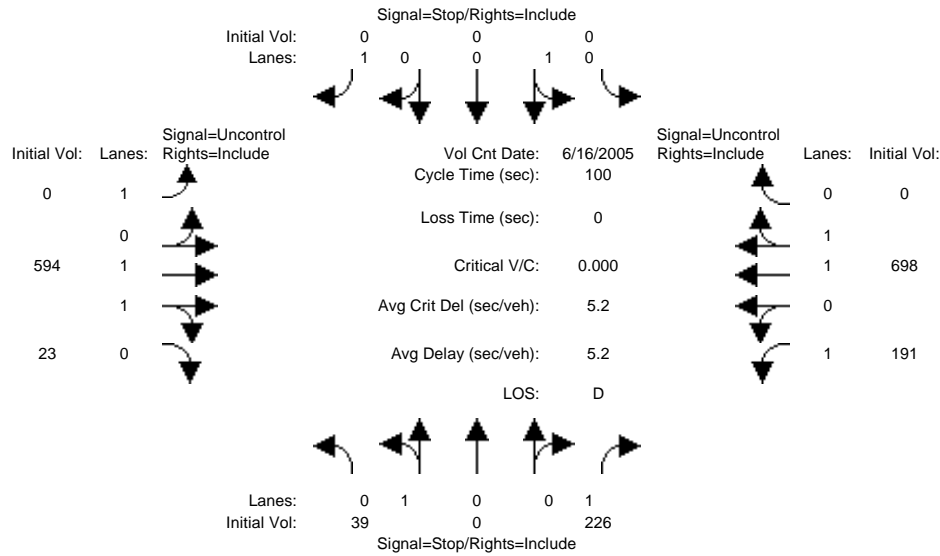 Signal=Stop/Rights=Include
Initial Vol: 0 0 0
Lanes: 1 0 0 1 0
Signal=Uncontrol Signal=Uncontrol
Initial Vol: Lanes: Rights=Include Vol Cnt Date: 6/16/2005 Rights=Include Lanes: Initial Vol:
Cycle Time (sec): 100
0 1 0 0
Loss Time (sec): 0
0 1
594 1 Critical V/C: 0.000 1 698
1 Avg Crit Del (sec/veh): 5.2 0
23 0 Avg Delay (sec/veh): 5.2 1 191
LOS: D
Lanes: 0 1 0 0 1
Initial Vol: 39 0 226
Signal=Stop/Rights=Include